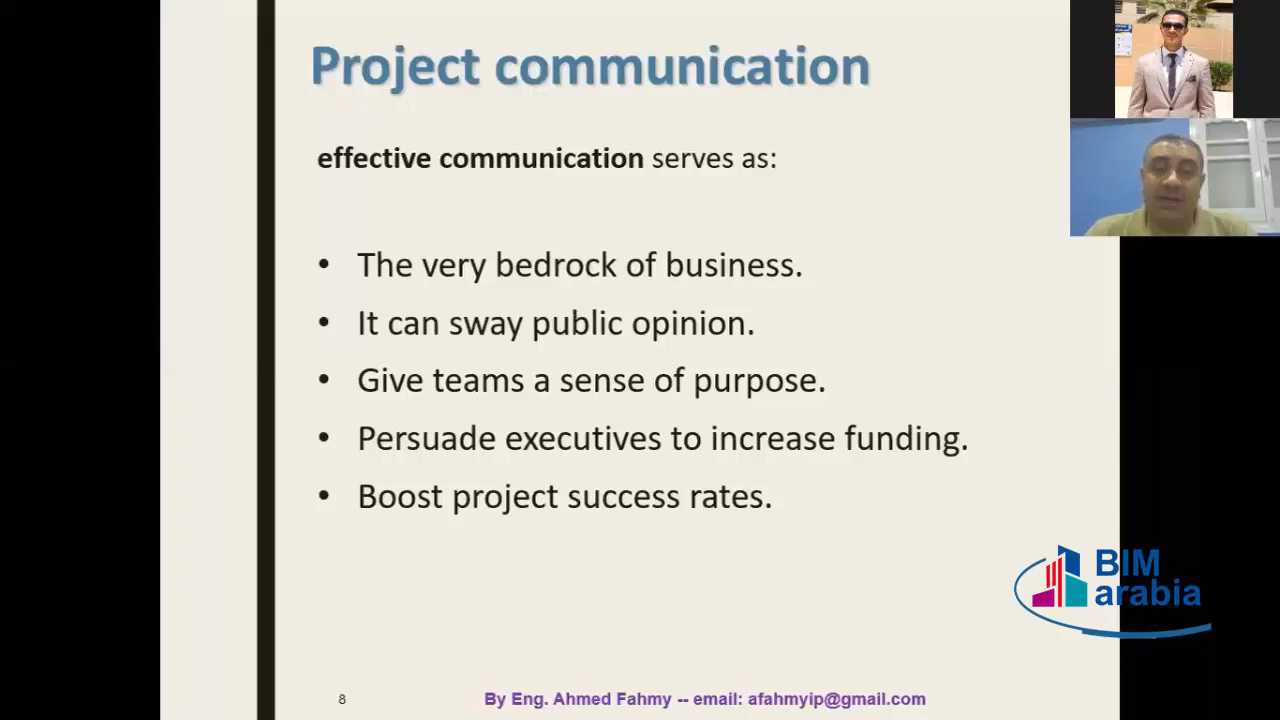 Project communication
effective communication serves as:
• The very bedrock of business.
• It can sway public opinion.
• Give teams a sense of purpose.
• Persuade executives to increase funding.
• Boost project success rates.
BIM
arabia
8
By Eng. Ahmed Fahmy -- email: afahmyip@gmail.com